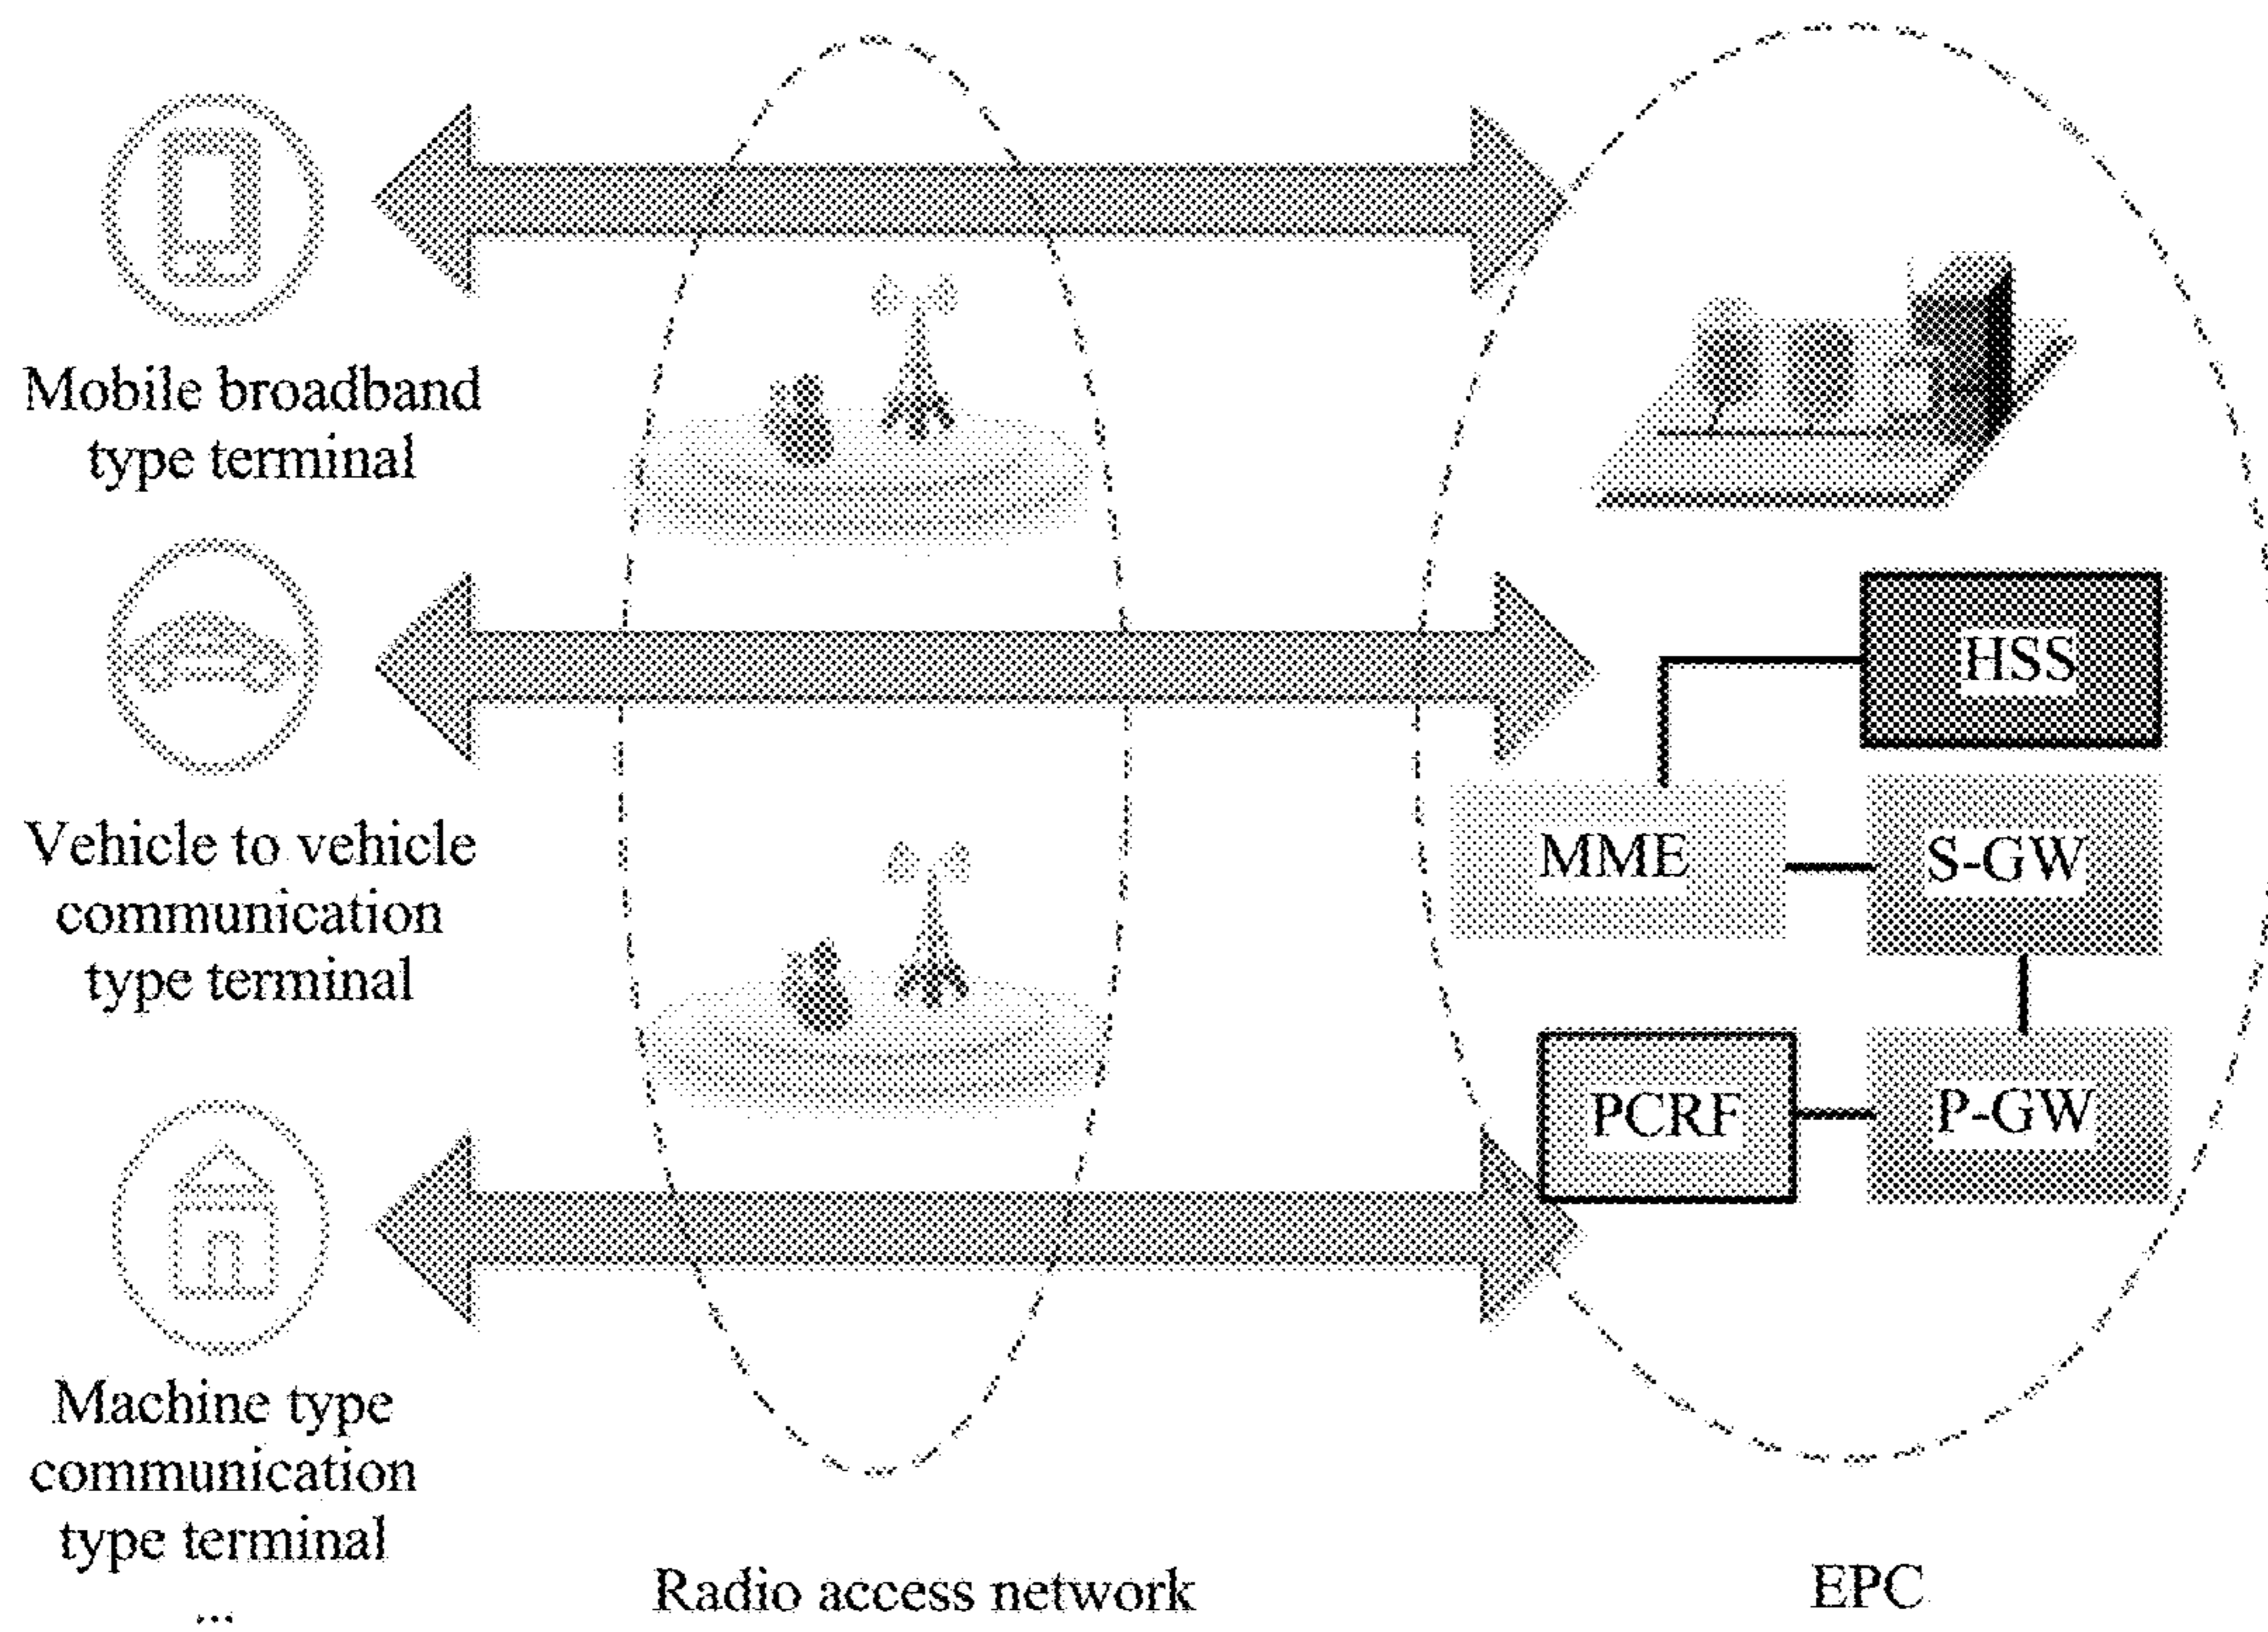 Mobile broadband
type terminal
Vehicle to vehicle
communication
type terminal
Machine type
communication
type terminal
...
Radio access network
HSS
MME
S-GW
PCRF
P-GW
EPC